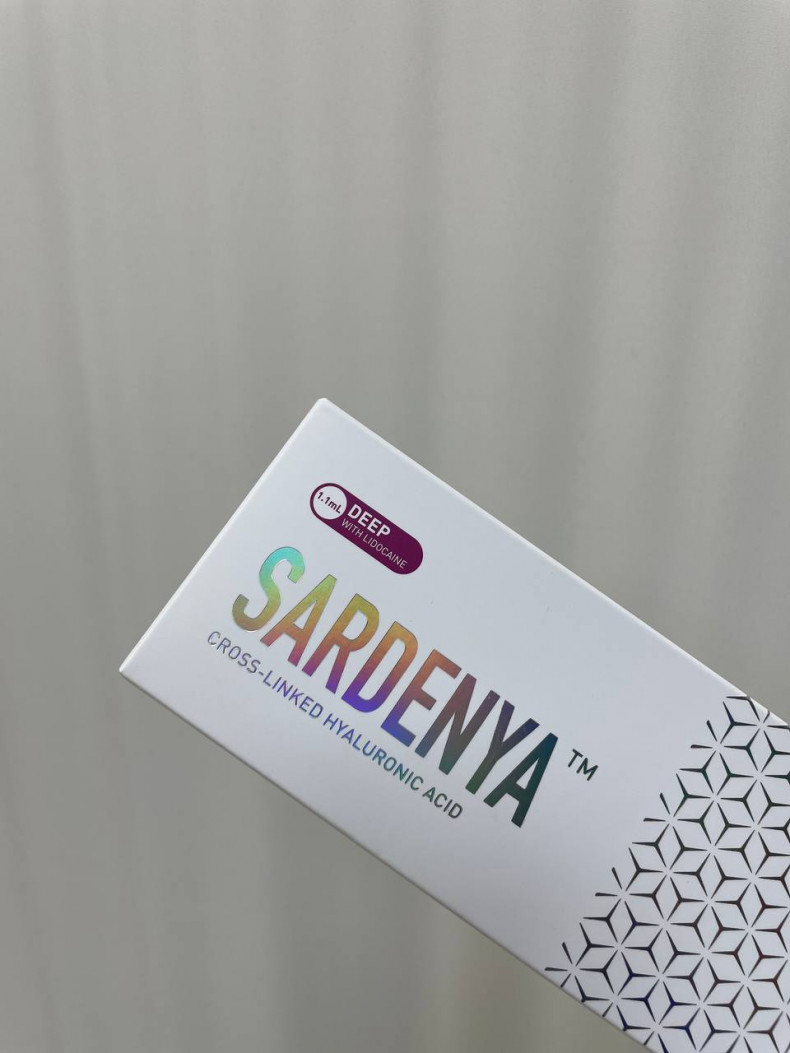 1.1mL
DEEP
WITH LIDOCAINE
SARDENYA™
CROSS-LINKED HYALURONIC ACID